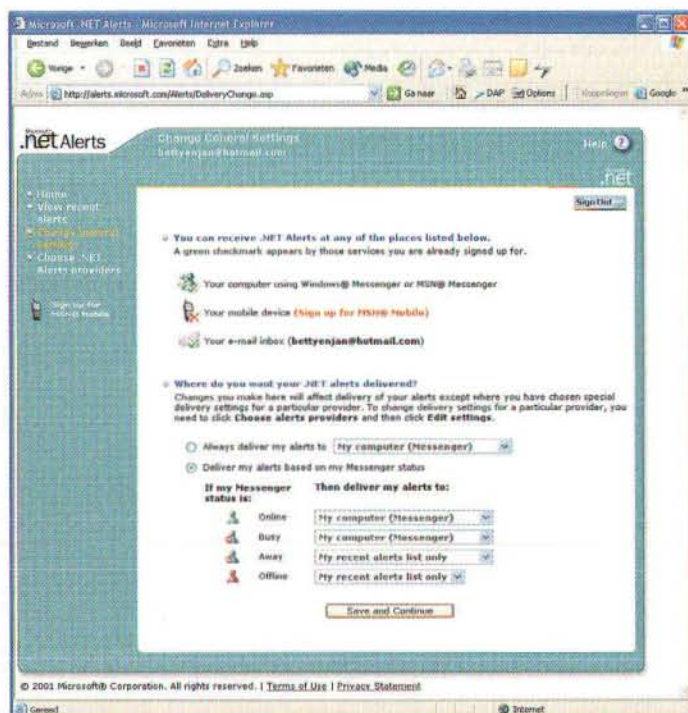 Microsoft .NET Alerts - Microsoft Internet Explorer
Bestand Bewerken Beeld Favorieten Extra Help
Vorige Zoeken Favorieten Media
Adres http://alerts.microsoft.com/Alerts/DeliveryChange.asp Ga naar DAP Options Koppelingen Google
Microsoft
.net Alerts
Change General Settings
bettyenjan@hotmail.com
Help ?
.net
Sign Out
Home
View recent
alerts
Change general
settings
Choose .NET
Alerts providers
Sign up for
MSN® Mobile
You can receive .NET Alerts at any of the places listed below.
A green checkmark appears by those services you are already signed up for.
Your computer using Windows® Messenger or MSN® Messenger
Your mobile device (Sign up for MSN® Mobile)
Your e-mail inbox (bettyenjan@hotmail.com)
Where do you want your .NET alerts delivered?
Changes you make here will affect delivery of your alerts except where you have chosen special
delivery settings for a particular provider. To change delivery settings for a particular provider, you
need to click Choose alerts providers and then click Edit settings.
Always deliver my alerts to My computer (Messenger)
Deliver my alerts based on my Messenger status
If my Messenger Then deliver my alerts to:
status is:
Online My computer (Messenger)
Busy My computer (Messenger)
Away My recent alerts list only
Offline My recent alerts list only
Save and Continue
© 2001 Microsoft® Corporation. All rights reserved. | Terms of Use | Privacy Statement
Gereed Internet